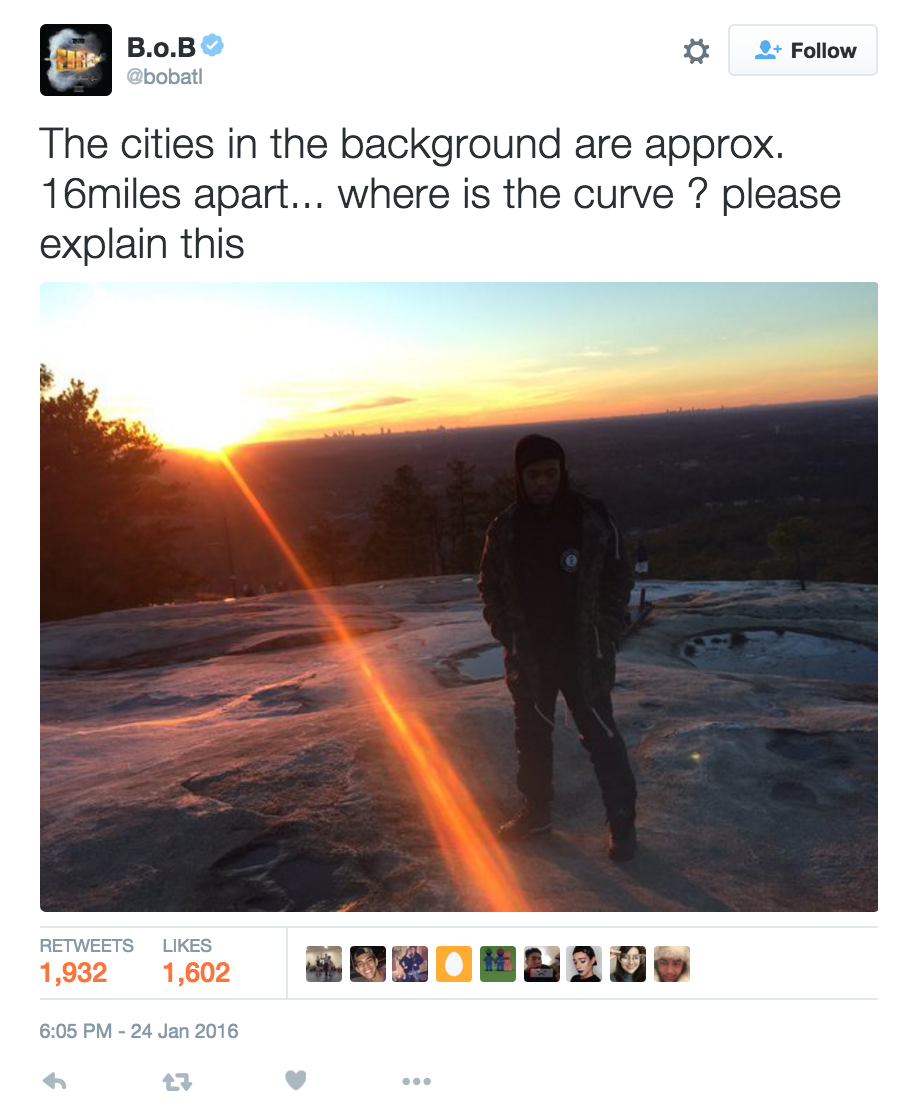 B.o.B
@bobatl
Follow
The cities in the background are approx.
16miles apart... where is the curve ? please
explain this
RETWEETS LIKES
1,932 1,602
6:05 PM - 24 Jan 2016